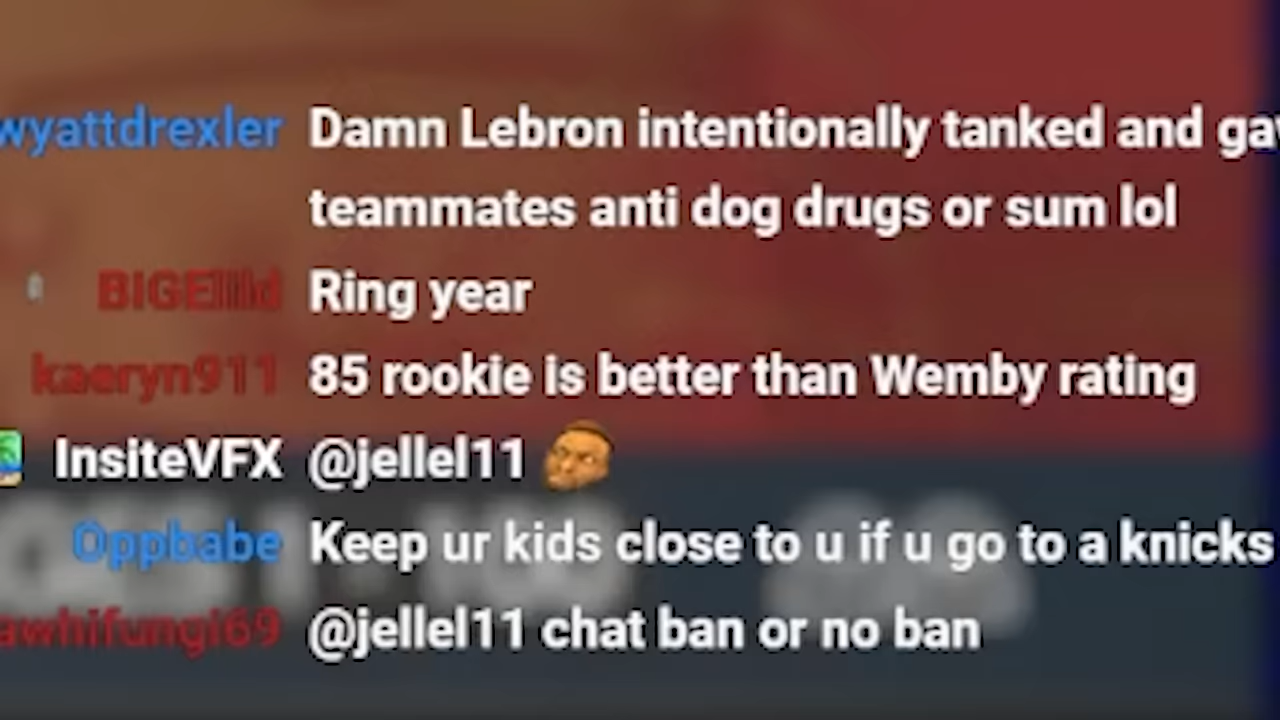 wyattdrexler Damn Lebron intentionally tanked and
teammates anti dog drugs or sum lol
Ring year
kaeryn911 85 rookie is better than Wemby rating
InsiteVFX @jellel11
Oppbabe Keep ur kids close to u if u go to a knicks
awhifungi69 @jellel11 chat ban or no ban